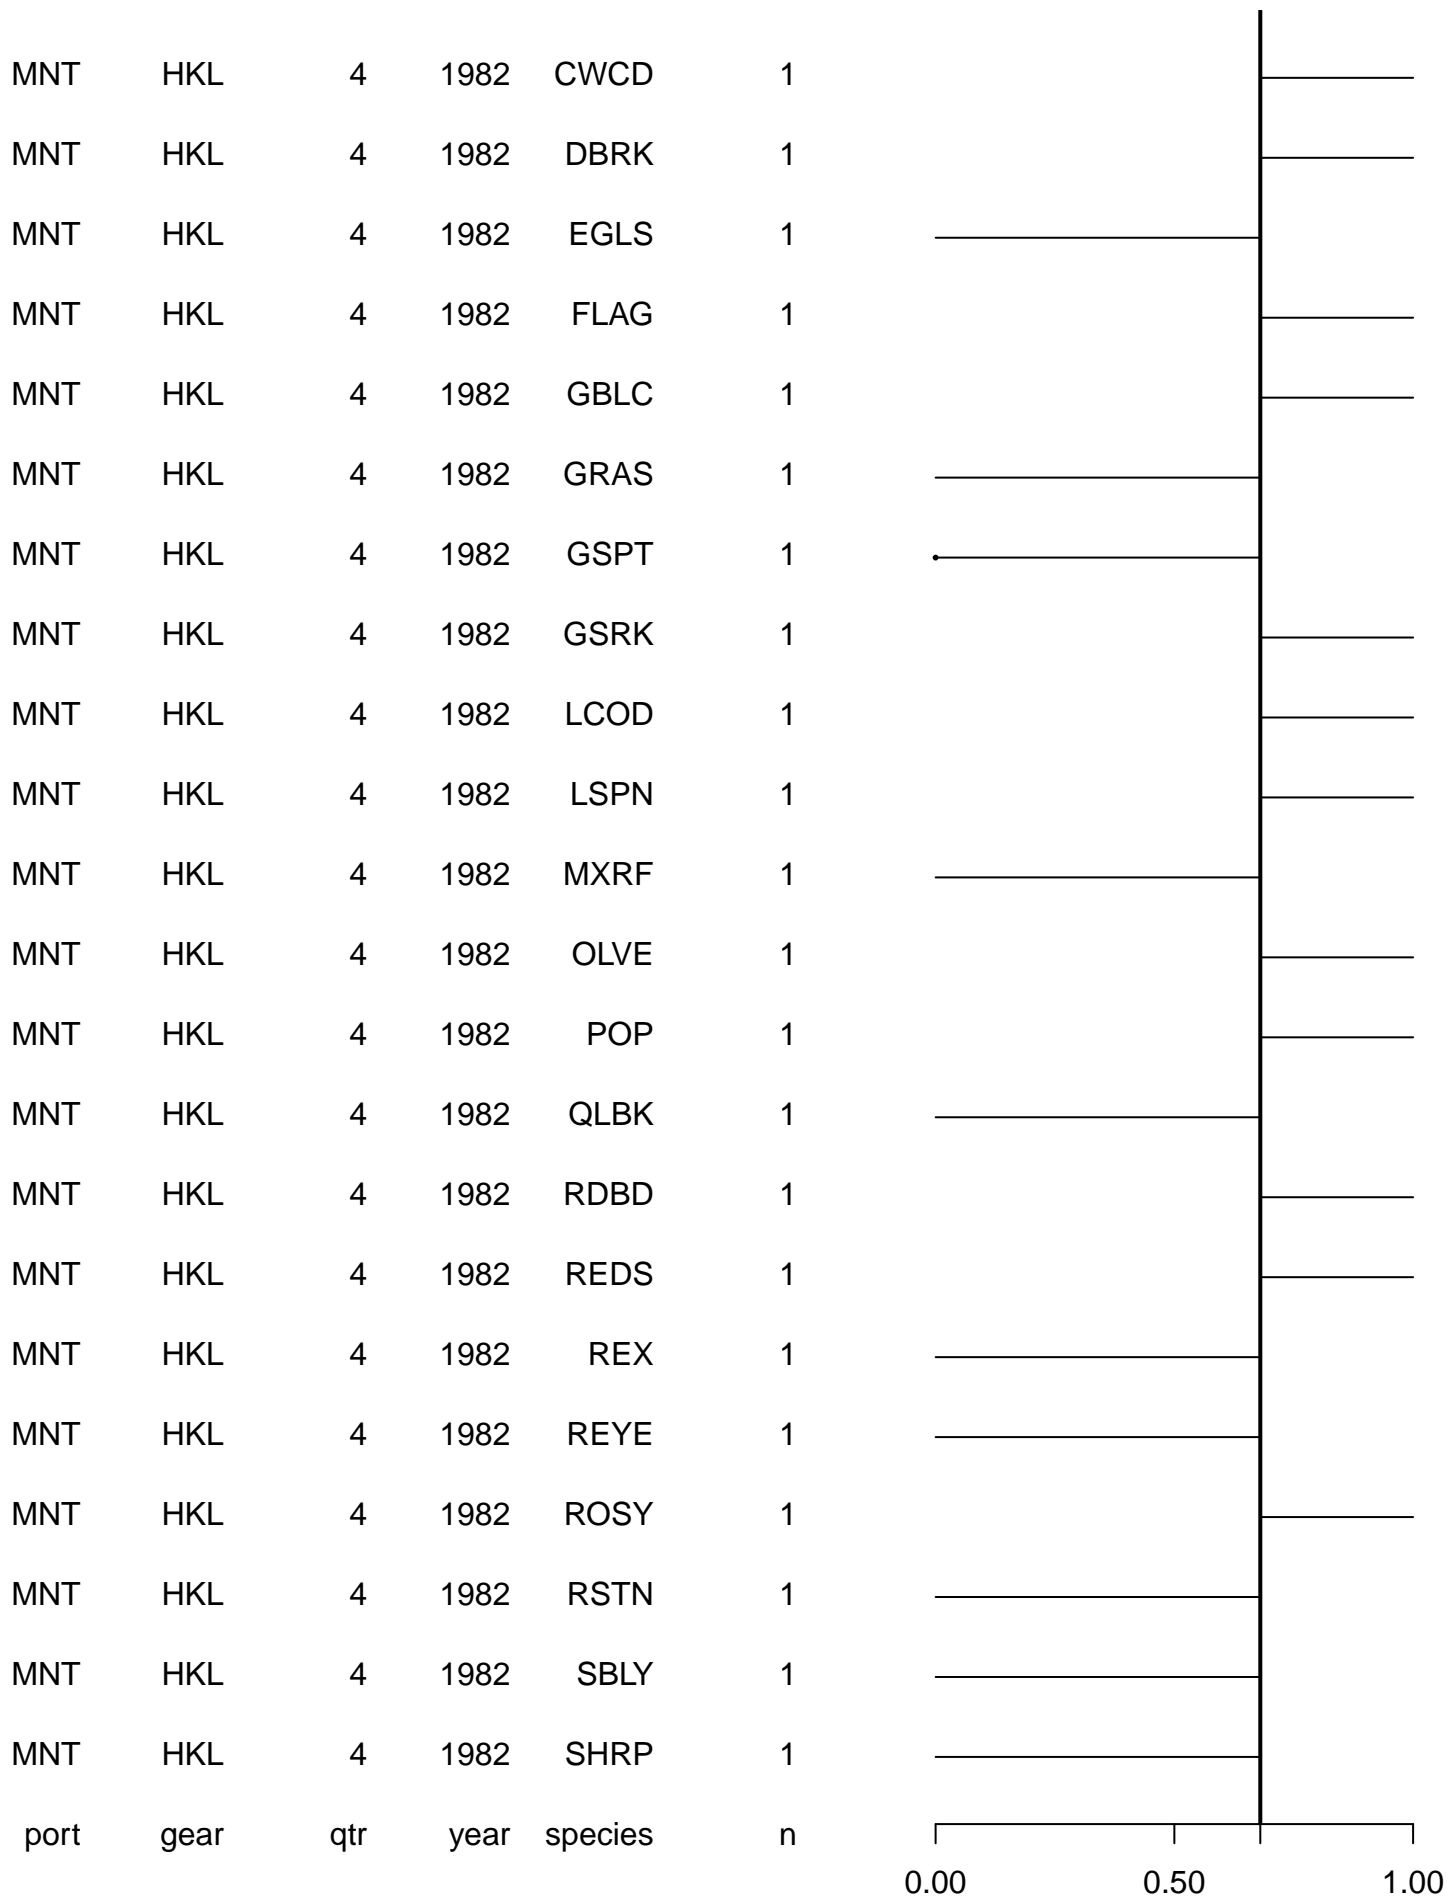 MNT HKL 4 1982 CWCD 1
MNT HKL 4 1982 DBRK 1
MNT HKL 4 1982 EGLS 1
MNT HKL 4 1982 FLAG 1
MNT HKL 4 1982 GBLC 1
MNT HKL 4 1982 GRAS 1
MNT HKL 4 1982 GSPT 1
MNT HKL 4 1982 GSRK 1
MNT HKL 4 1982 LCOD 1
MNT HKL 4 1982 LSPN 1
MNT HKL 4 1982 MXRF 1
MNT HKL 4 1982 OLVE 1
MNT HKL 4 1982 POP 1
MNT HKL 4 1982 QLBK 1
MNT HKL 4 1982 RDBD 1
MNT HKL 4 1982 REDS 1
MNT HKL 4 1982 REX 1
MNT HKL 4 1982 REYE 1
MNT HKL 4 1982 ROSY 1
MNT HKL 4 1982 RSTN 1
MNT HKL 4 1982 SBLY 1
MNT HKL 4 1982 SHRP 1
port gear qtr year species n
0.00 0.50 1.00